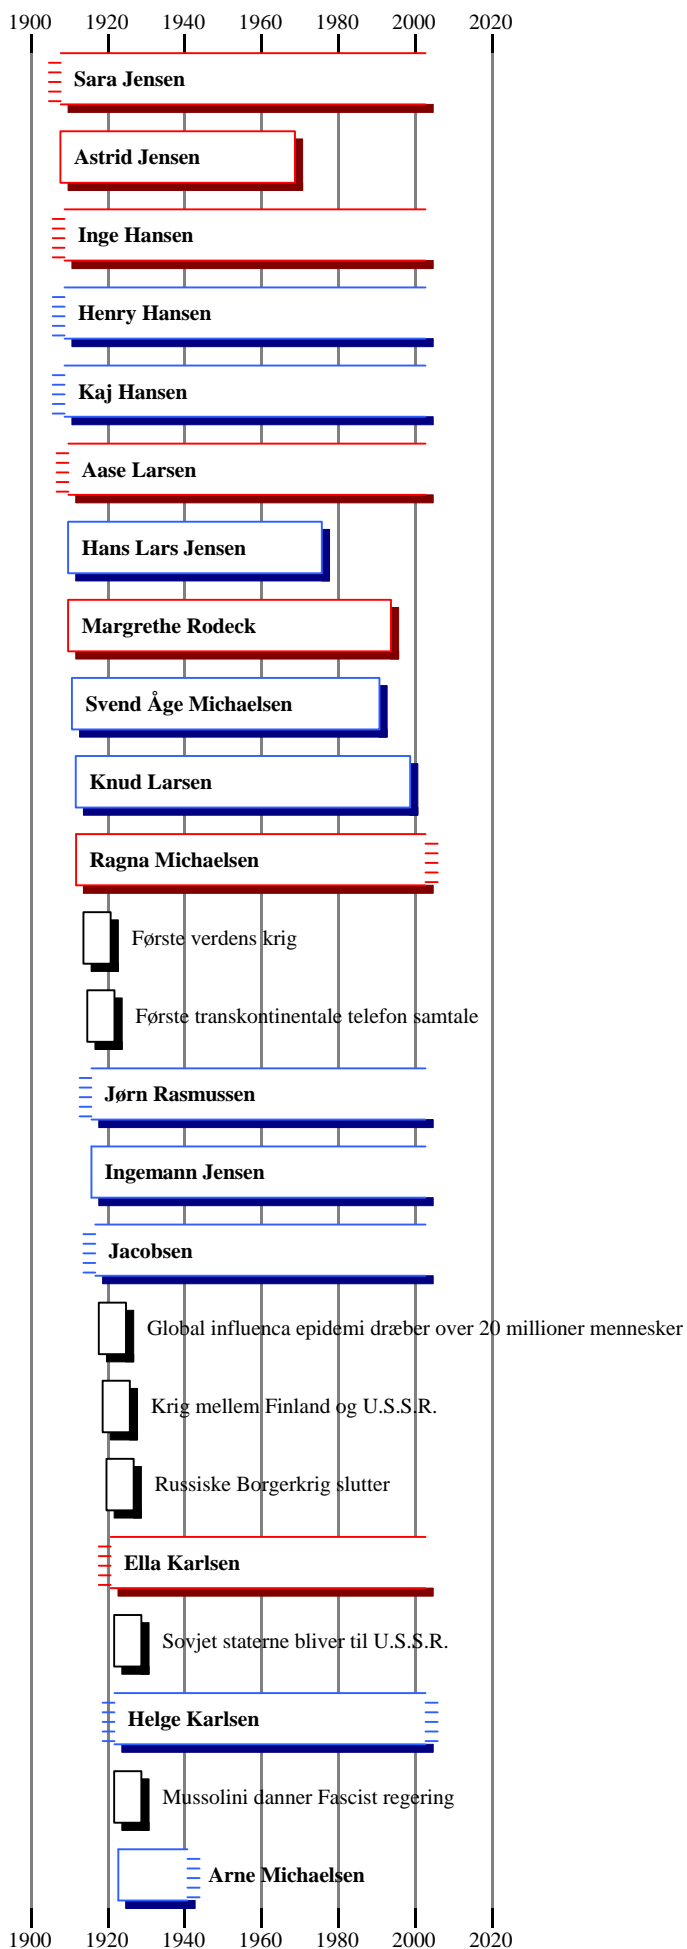 1900 1920 1940 1960 1980 2000 2020
Sara Jensen
Astrid Jensen
Inge Hansen
Henry Hansen
Kaj Hansen
Aase Larsen
Hans Lars Jensen
Margrethe Rodeck
Svend Åge Michaelsen
Knud Larsen
Ragna Michaelsen
Første verdens krig
Første transkontinentale telefon samtale
Jørn Rasmussen
Ingemann Jensen
Jacobsen
Global influenca epidemi dræber over 20 millioner mennesker
Krig mellem Finland og U.S.S.R.
Russiske Borgerkrig slutter
Ella Karlsen
Sovjet staterne bliver til U.S.S.R.
Helge Karlsen
Mussolini danner Fascist regering
Arne Michaelsen
1900 1920 1940 1960 1980 2000 2020